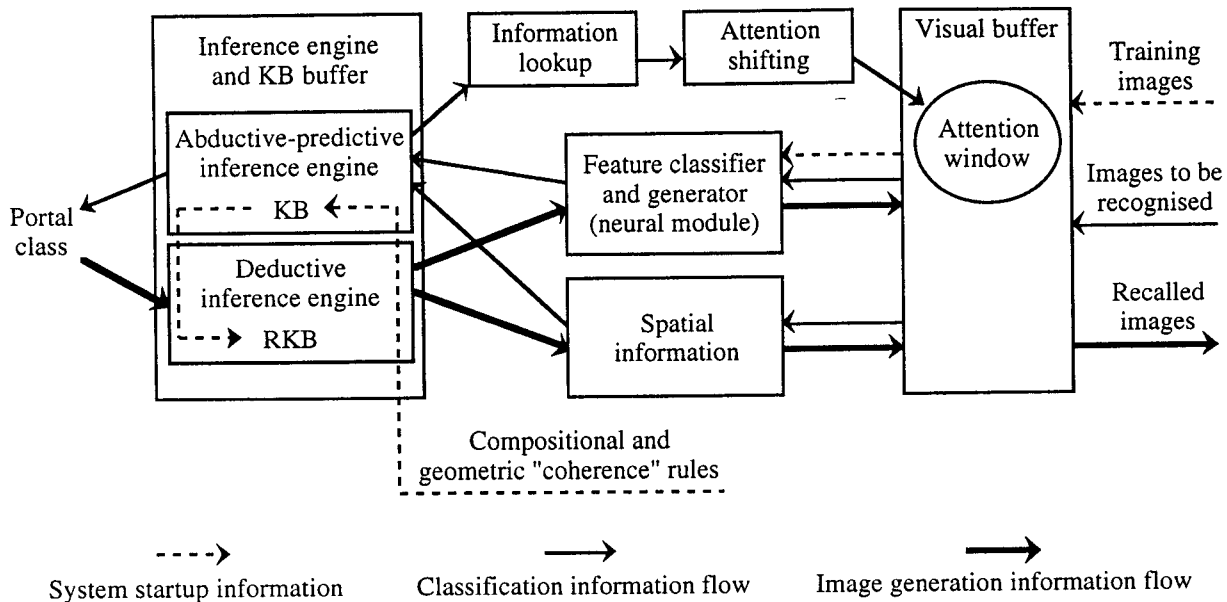 Inference engine
and KB buffer
Information
lookup
Attention
shifting
Visual buffer
Training
images
Abductive-predictive
inference engine
KB
Feature classifier
and generator
(neural module)
Attention
window
Images to be
recognised
Portal
class
Deductive
inference engine
RKB
Spatial
information
Recalled
images
Compositional and
geometric "coherence" rules
System startup information
Classification information flow
Image generation information flow